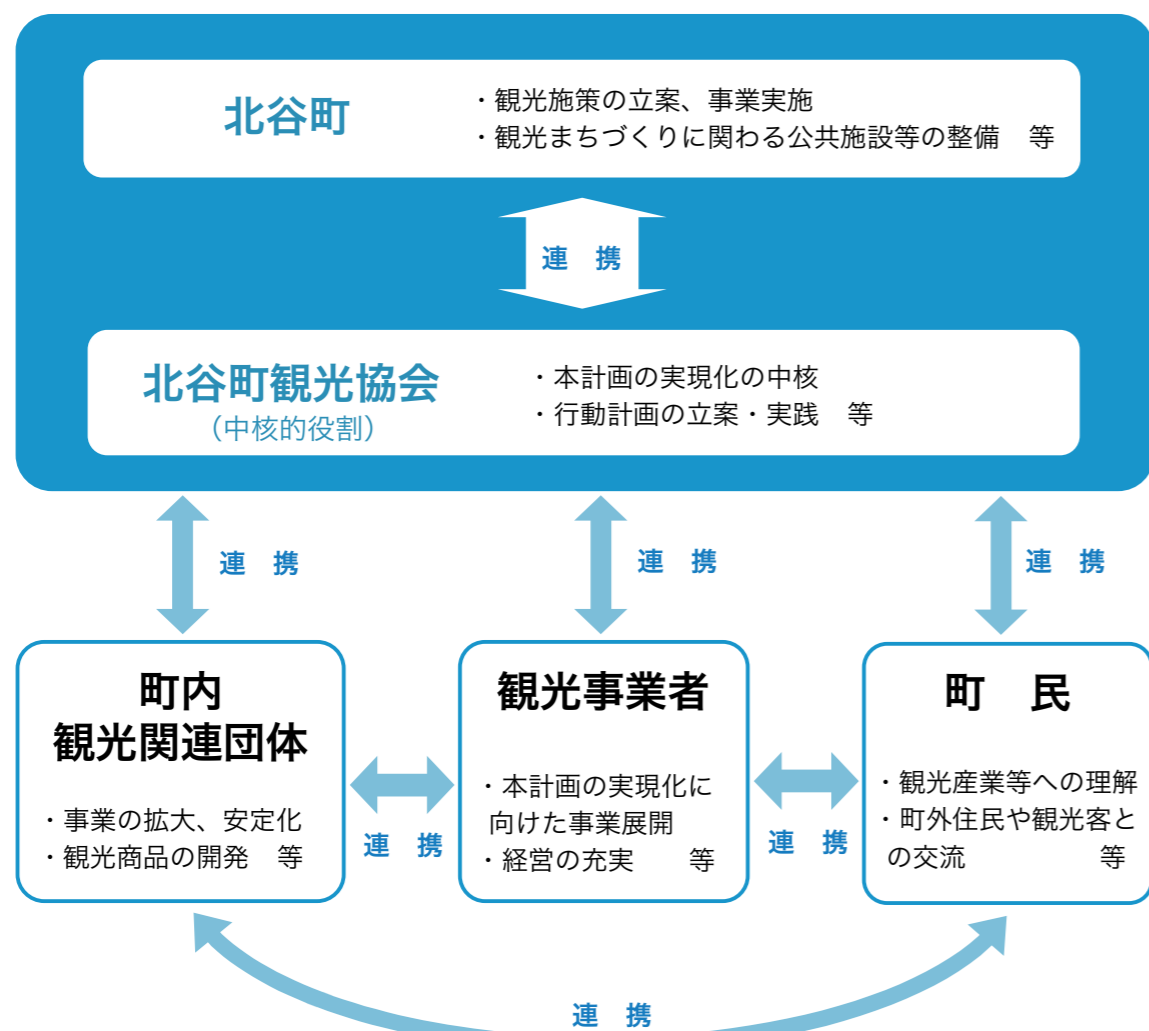 北谷町
・観光施策の立案、事業実施
・観光まちづくりに関わる公共施設等の整備　等
連　携
北谷町観光協会
（中核的役割）
・本計画の実現化の中核
・行動計画の立案・実践　等
連　携
連　携
連　携
町内
観光関連団体
・事業の拡大、安定化
・観光商品の開発　等
連　携
観光事業者
・本計画の実現化に
向けた事業展開
・経営の充実　　等
連　携
町　民
・観光産業等への理解
・町外住民や観光客と
の交流　　　　　等
連　携